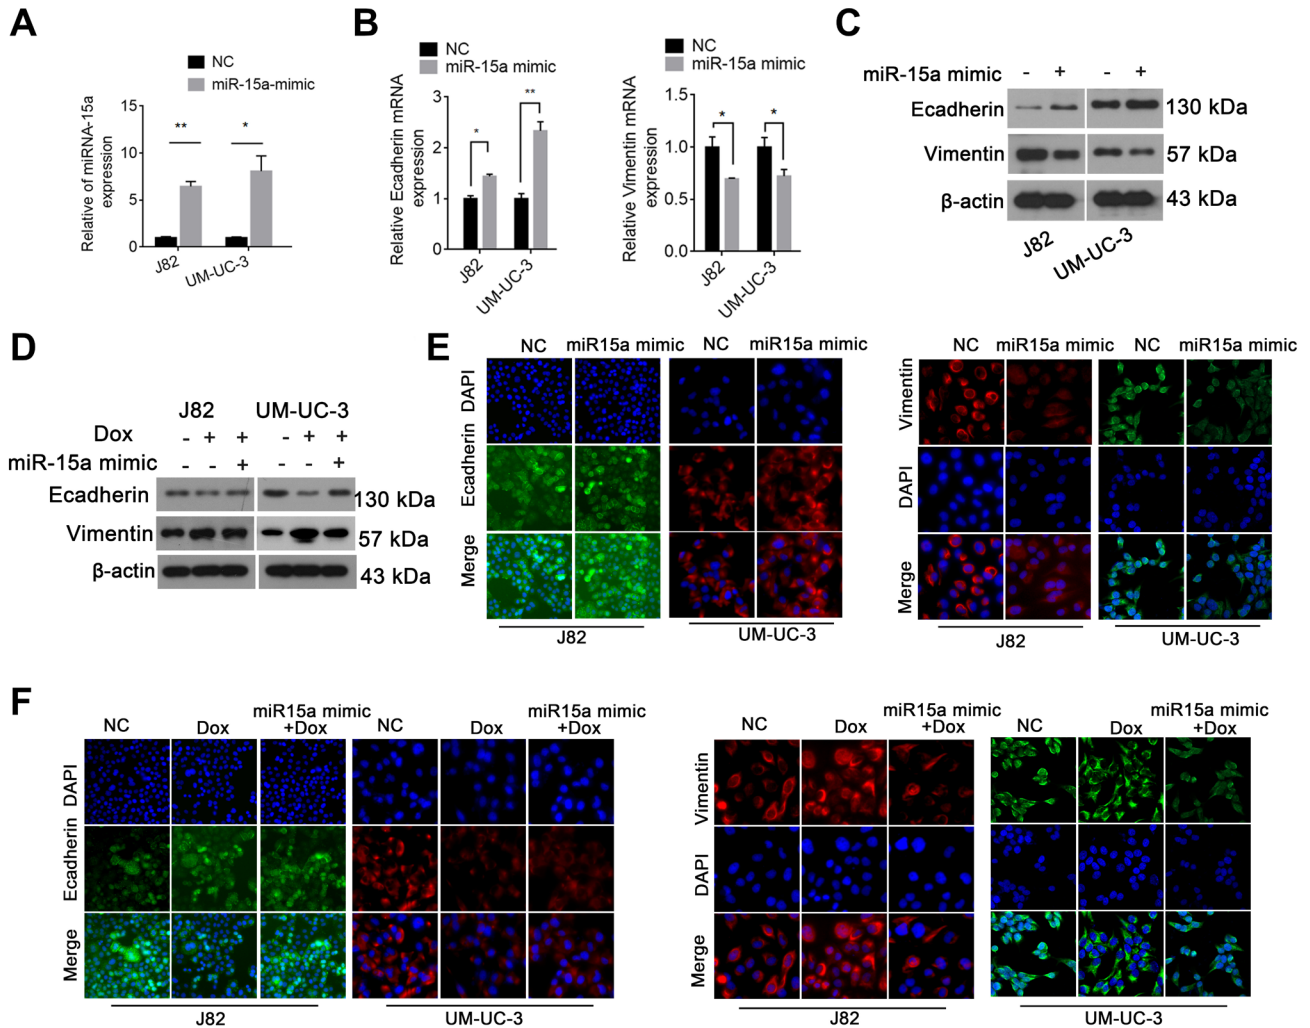 A
NC
miR-15a-mimic
Relative of miRNA-15a
expression
15
10
5
0
**
*
J82
UM-UC-3
B
NC
miR-15a mimic
Relative Ecadherin mRNA
expression
3
2
1
0
*
**
J82
UM-UC-3
NC
miR-15a mimic
Relative Vimentin mRNA
expression
1.5
1.0
0.5
0.0
*
*
J82
UM-UC-3
C
miR-15a mimic - + - +
Ecadherin 130 kDa
Vimentin 57 kDa
β-actin 43 kDa
J82
UM-UC-3
D
J82 UM-UC-3
Dox - + + - + +
miR-15a mimic - - + - - +
Ecadherin 130 kDa
Vimentin 57 kDa
β-actin 43 kDa
E
NC miR15a mimic NC miR15a mimic
DAPI
Ecadherin
Merge
J82 UM-UC-3
NC miR15a mimic NC miR15a mimic
Vimentin
DAPI
Merge
J82 UM-UC-3
F
NC Dox miR15a mimic
+Dox
NC Dox miR15a mimic
+Dox
DAPI
Ecadherin
Merge
J82 UM-UC-3
NC Dox miR15a mimic
+Dox
NC Dox miR15a mimic
+Dox
Vimentin
DAPI
Merge
J82 UM-UC-3